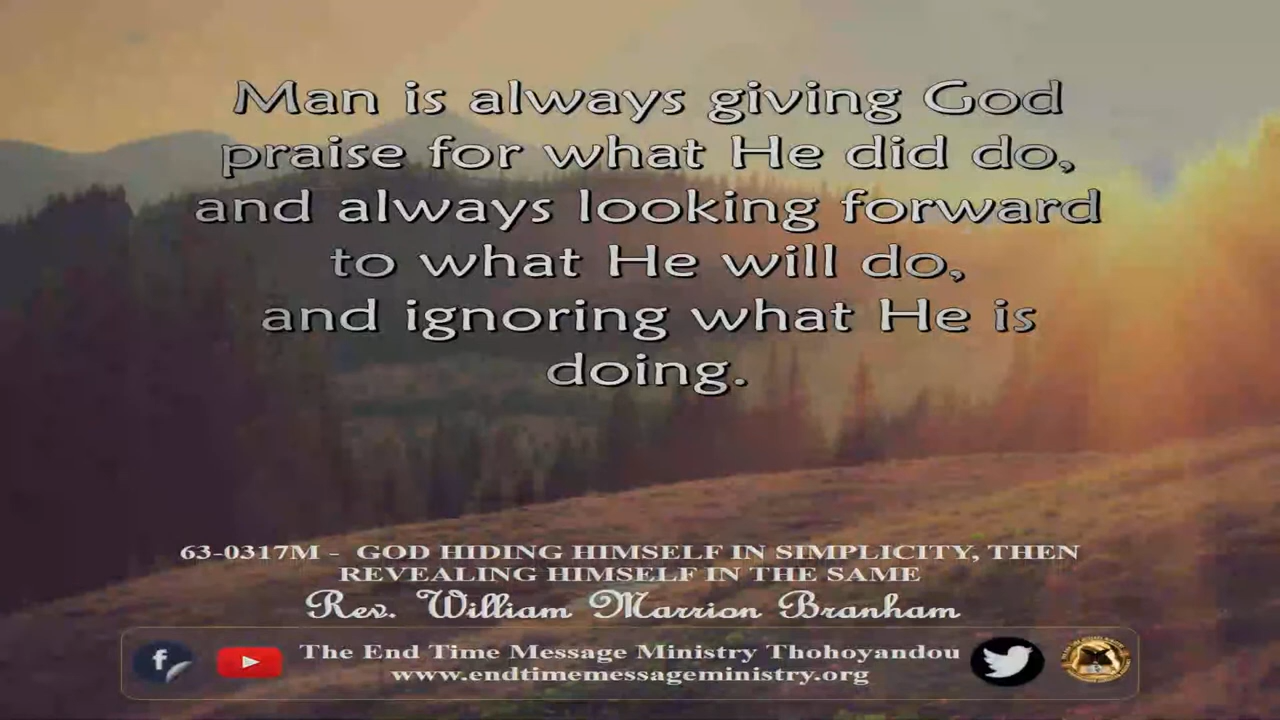 Man is always giving God
praise for what He did do,
and always looking forward
to what He will do,
and ignoring what He is
doing.
63-0317M - GOD HIDING HIMSELF IN SIMPLICITY, THEN
REVEALING HIMSELF IN THE SAME
Rev. William Marrion Branham
The End Time Message Ministry Thohoyandou
www.endtimemessageministry.org